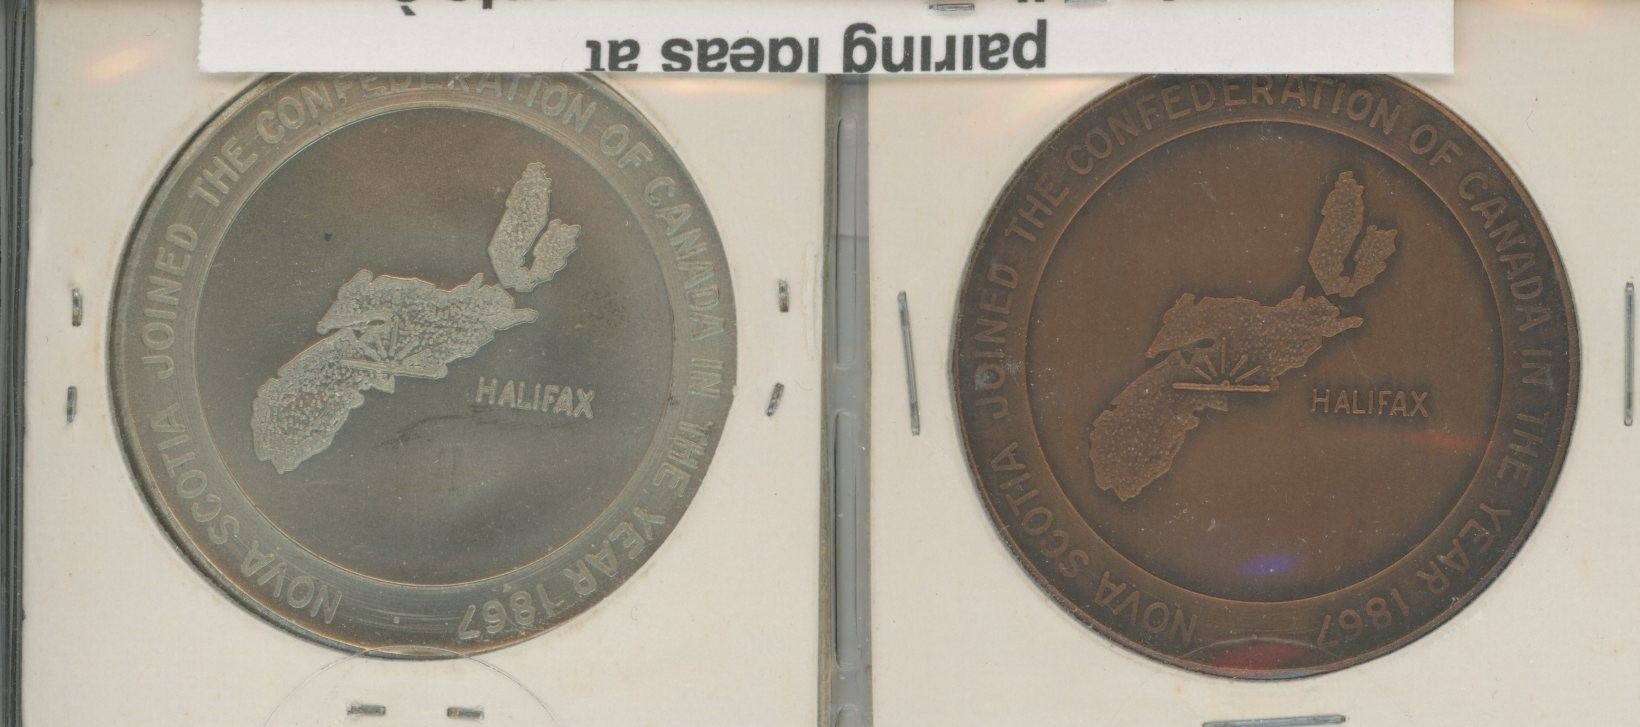 pairing ideas at
NOVA SCOTIA JOINED THE CONFEDERATION OF CANADA IN THE YEAR 1867
HALIFAX
NOVA SCOTIA JOINED THE CONFEDERATION OF CANADA IN THE YEAR 1867
HALIFAX